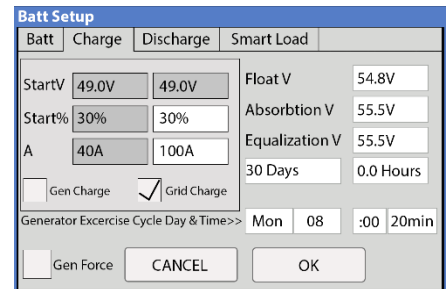 Batt Setup
Batt Charge Discharge Smart Load
StartV 49.0V 49.0V
Start% 30% 30%
A 40A 100A
Gen Charge Grid Charge
Float V 54.8V
Absorbtion V 55.5V
Equalization V 55.5V
30 Days 0.0 Hours
Generator Excercise Cycle Day & Time>> Mon 08 :00 20min
Gen Force CANCEL OK